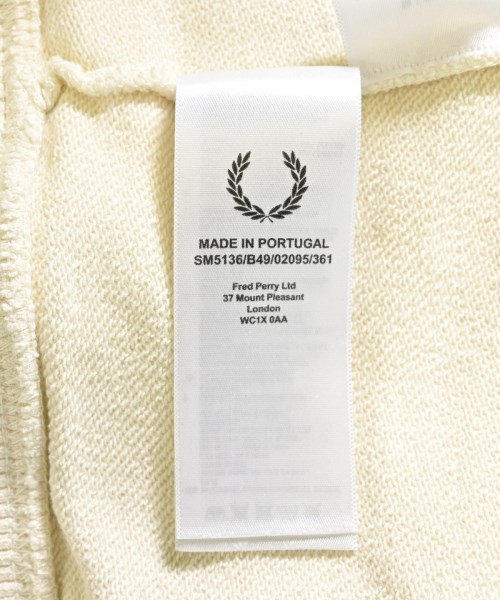 MADE IN PORTUGAL
SM5136/B49/02095/361
Fred Perry Ltd
37 Mount Pleasant
London
WC1X 0AA